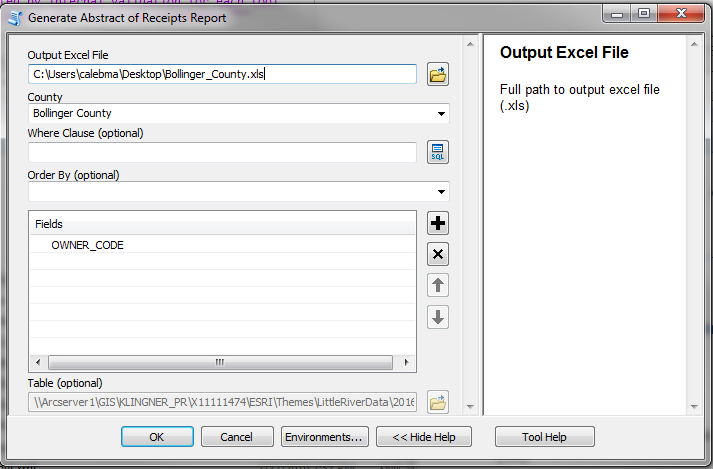 Generate Abstract of Receipts Report
Output Excel File
C:\Users\calebma\Desktop\Bollinger_County.xls
County
Bollinger County
Where Clause (optional)
SQL
Order By (optional)
Fields
OWNER_CODE
Table (optional)
\\Arcserver1\GIS\KLINGNER_PR\X11111474\ESRI\Themes\LittleRiverData\2016
OK
Cancel
Environments...
<< Hide Help
Tool Help
Output Excel File
Full path to output excel file
(.xls)